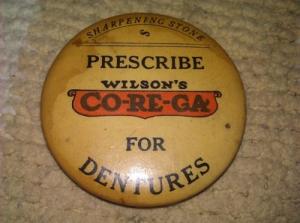 SHARPENING STONE
PRESCRIBE
WILSON'S
CO-RE-GA
FOR
DENTURES